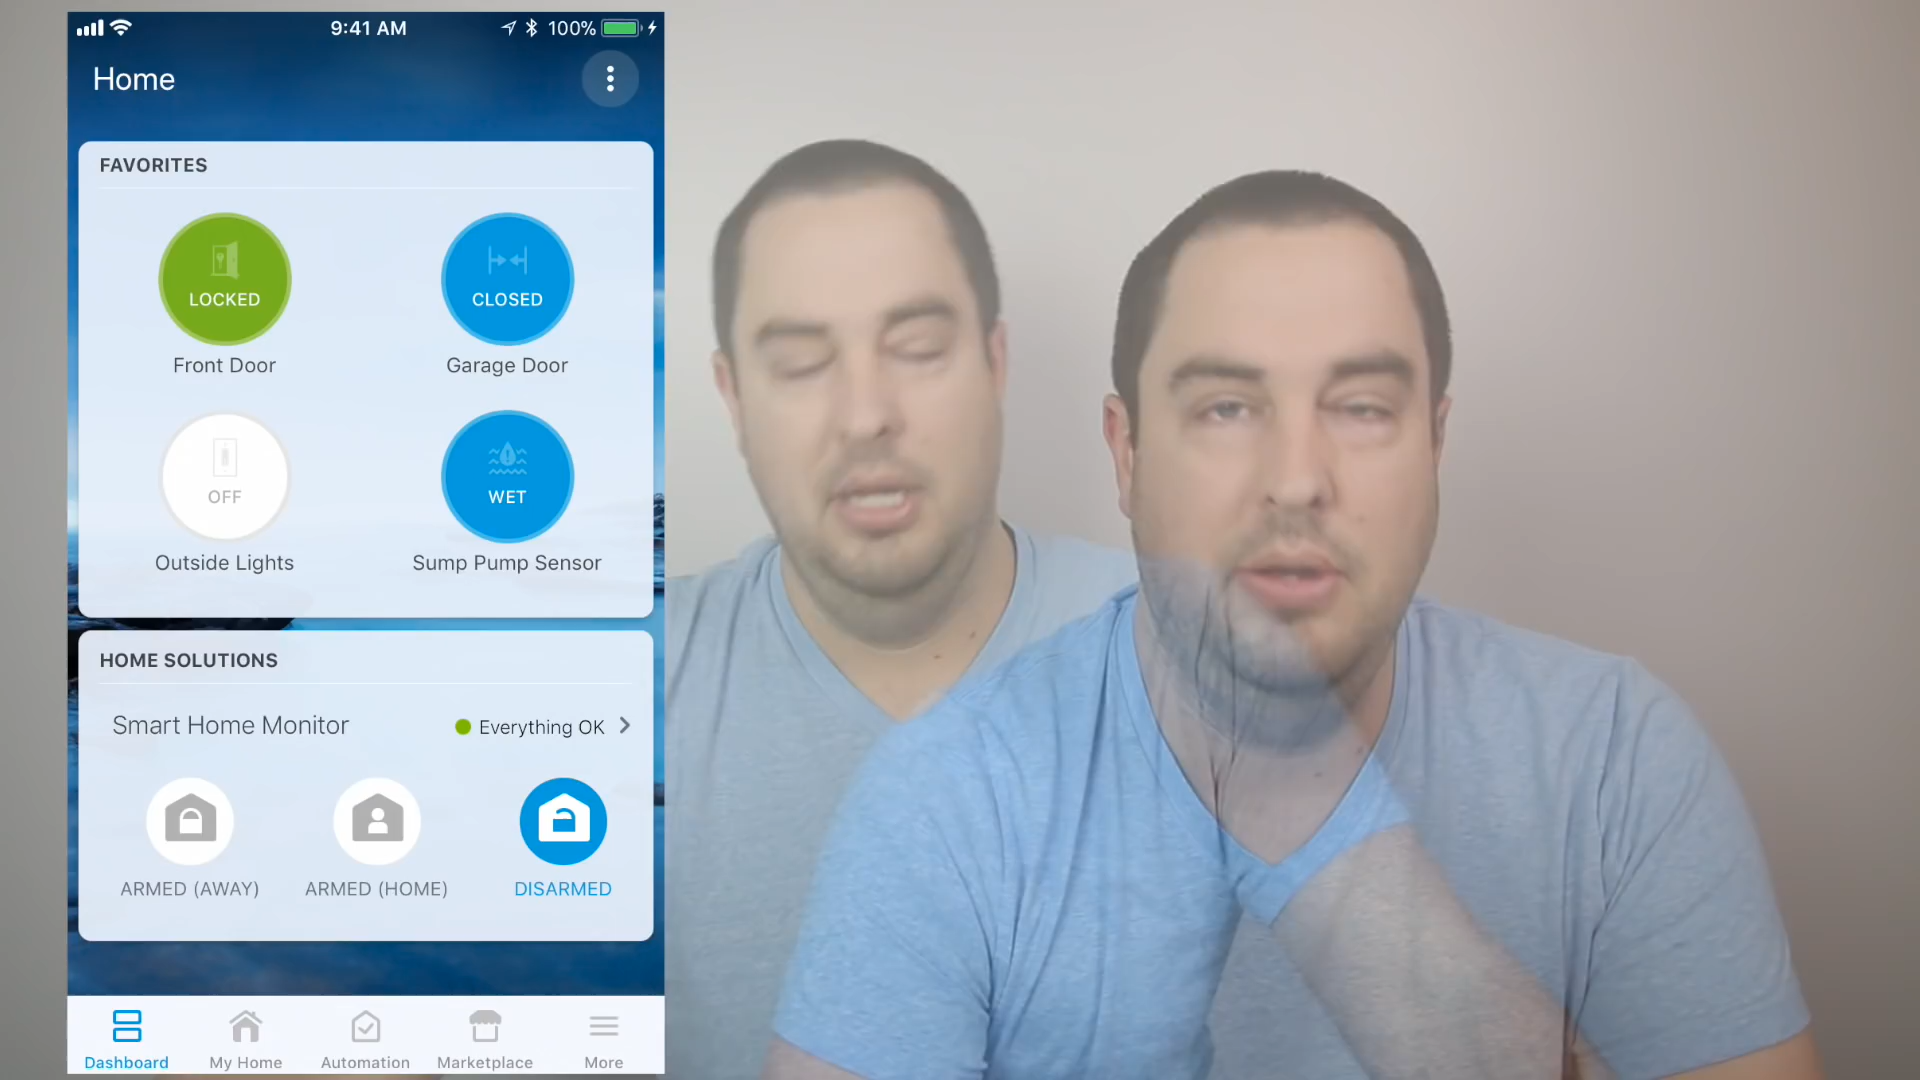 9:41 AM
100%
Home
FAVORITES
LOCKED
CLOSED
Front Door
Garage Door
OFF
WET
Outside Lights
Sump Pump Sensor
HOME SOLUTIONS
Smart Home Monitor
Everything OK
ARMED (AWAY)
ARMED (HOME)
DISARMED
Dashboard
My Home
Automation
Marketplace
More